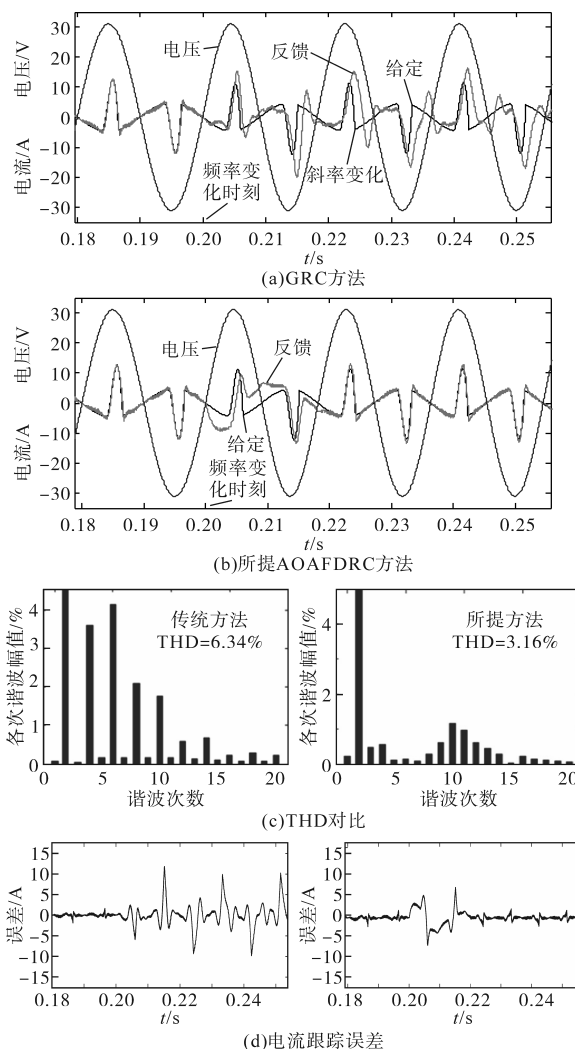 电压/V
电流/A
30
20
10
0
-10
-20
-30
电压
反馈
给定
频率变
化时刻
斜率变化
0.18
0.19
0.20
0.21
0.22
0.23
0.24
0.25
t/s
(a)GRC方法
电压/V
电流/A
30
20
10
0
-10
-20
-30
电压
反馈
给定
频率变
化时刻
0.18
0.19
0.20
0.21
0.22
0.23
0.24
0.25
t/s
(b)所提AOAFDRC方法
各次谐波幅值/%
4
3
2
1
0
传统方法
THD=6.34%
0
5
10
15
20
谐波次数
各次谐波幅值/%
4
2
0
所提方法
THD=3.16%
0
5
10
15
20
谐波次数
(c)THD对比
误差/A
15
10
5
0
-5
-10
-15
0.18
0.20
0.22
0.24
t/s
误差/A
15
10
5
0
-5
-10
-15
0.18
0.20
0.22
0.24
t/s
(d)电流跟踪误差